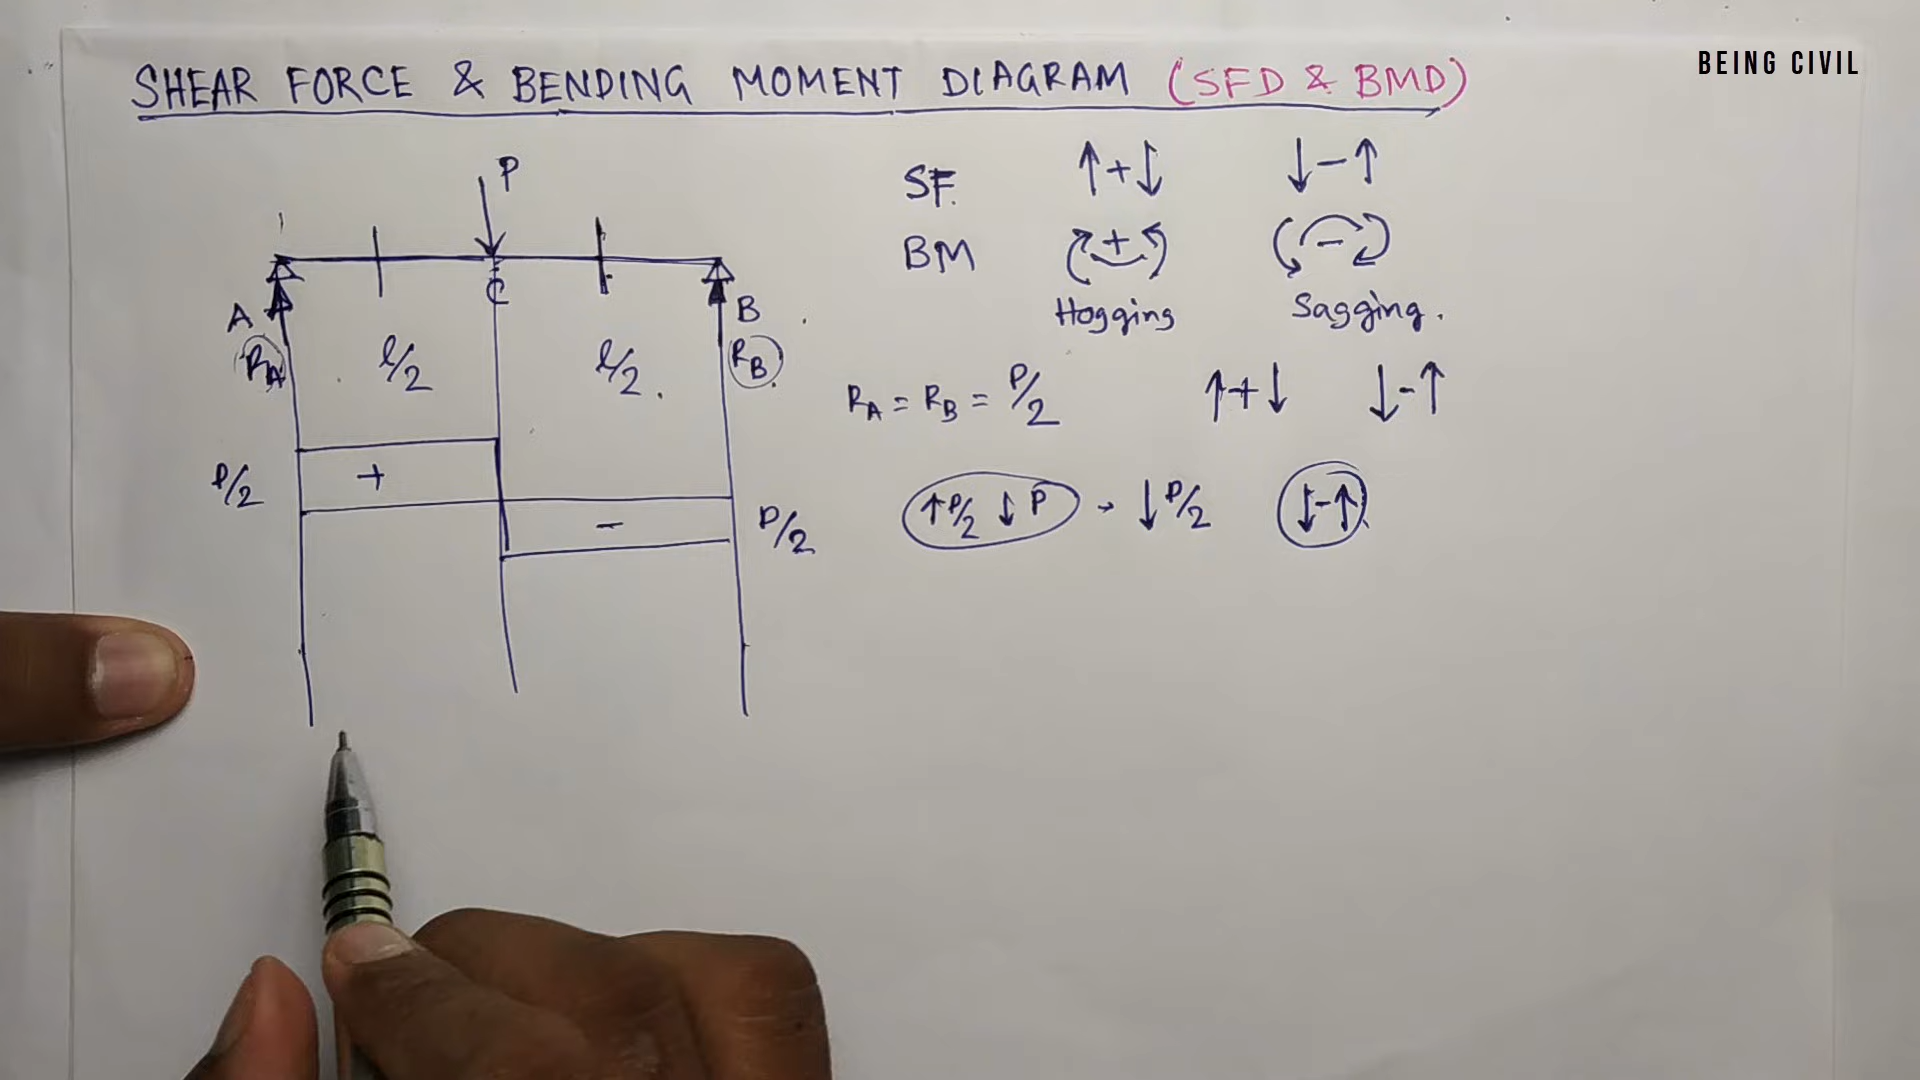 BEING CIVIL
SHEAR FORCE & BENDING MOMENT DIAGRAM (SFD & BMD)
P
SF. ↑+↓ ↓-↑
BM + -
Hogging Sagging.
A C B
RA l/2 l/2. RB
RA = RB = P/2 ↑+↓ ↓-↑
P/2 + - P/2
↑P/2 ↓P → ↓P/2 ↓-↑